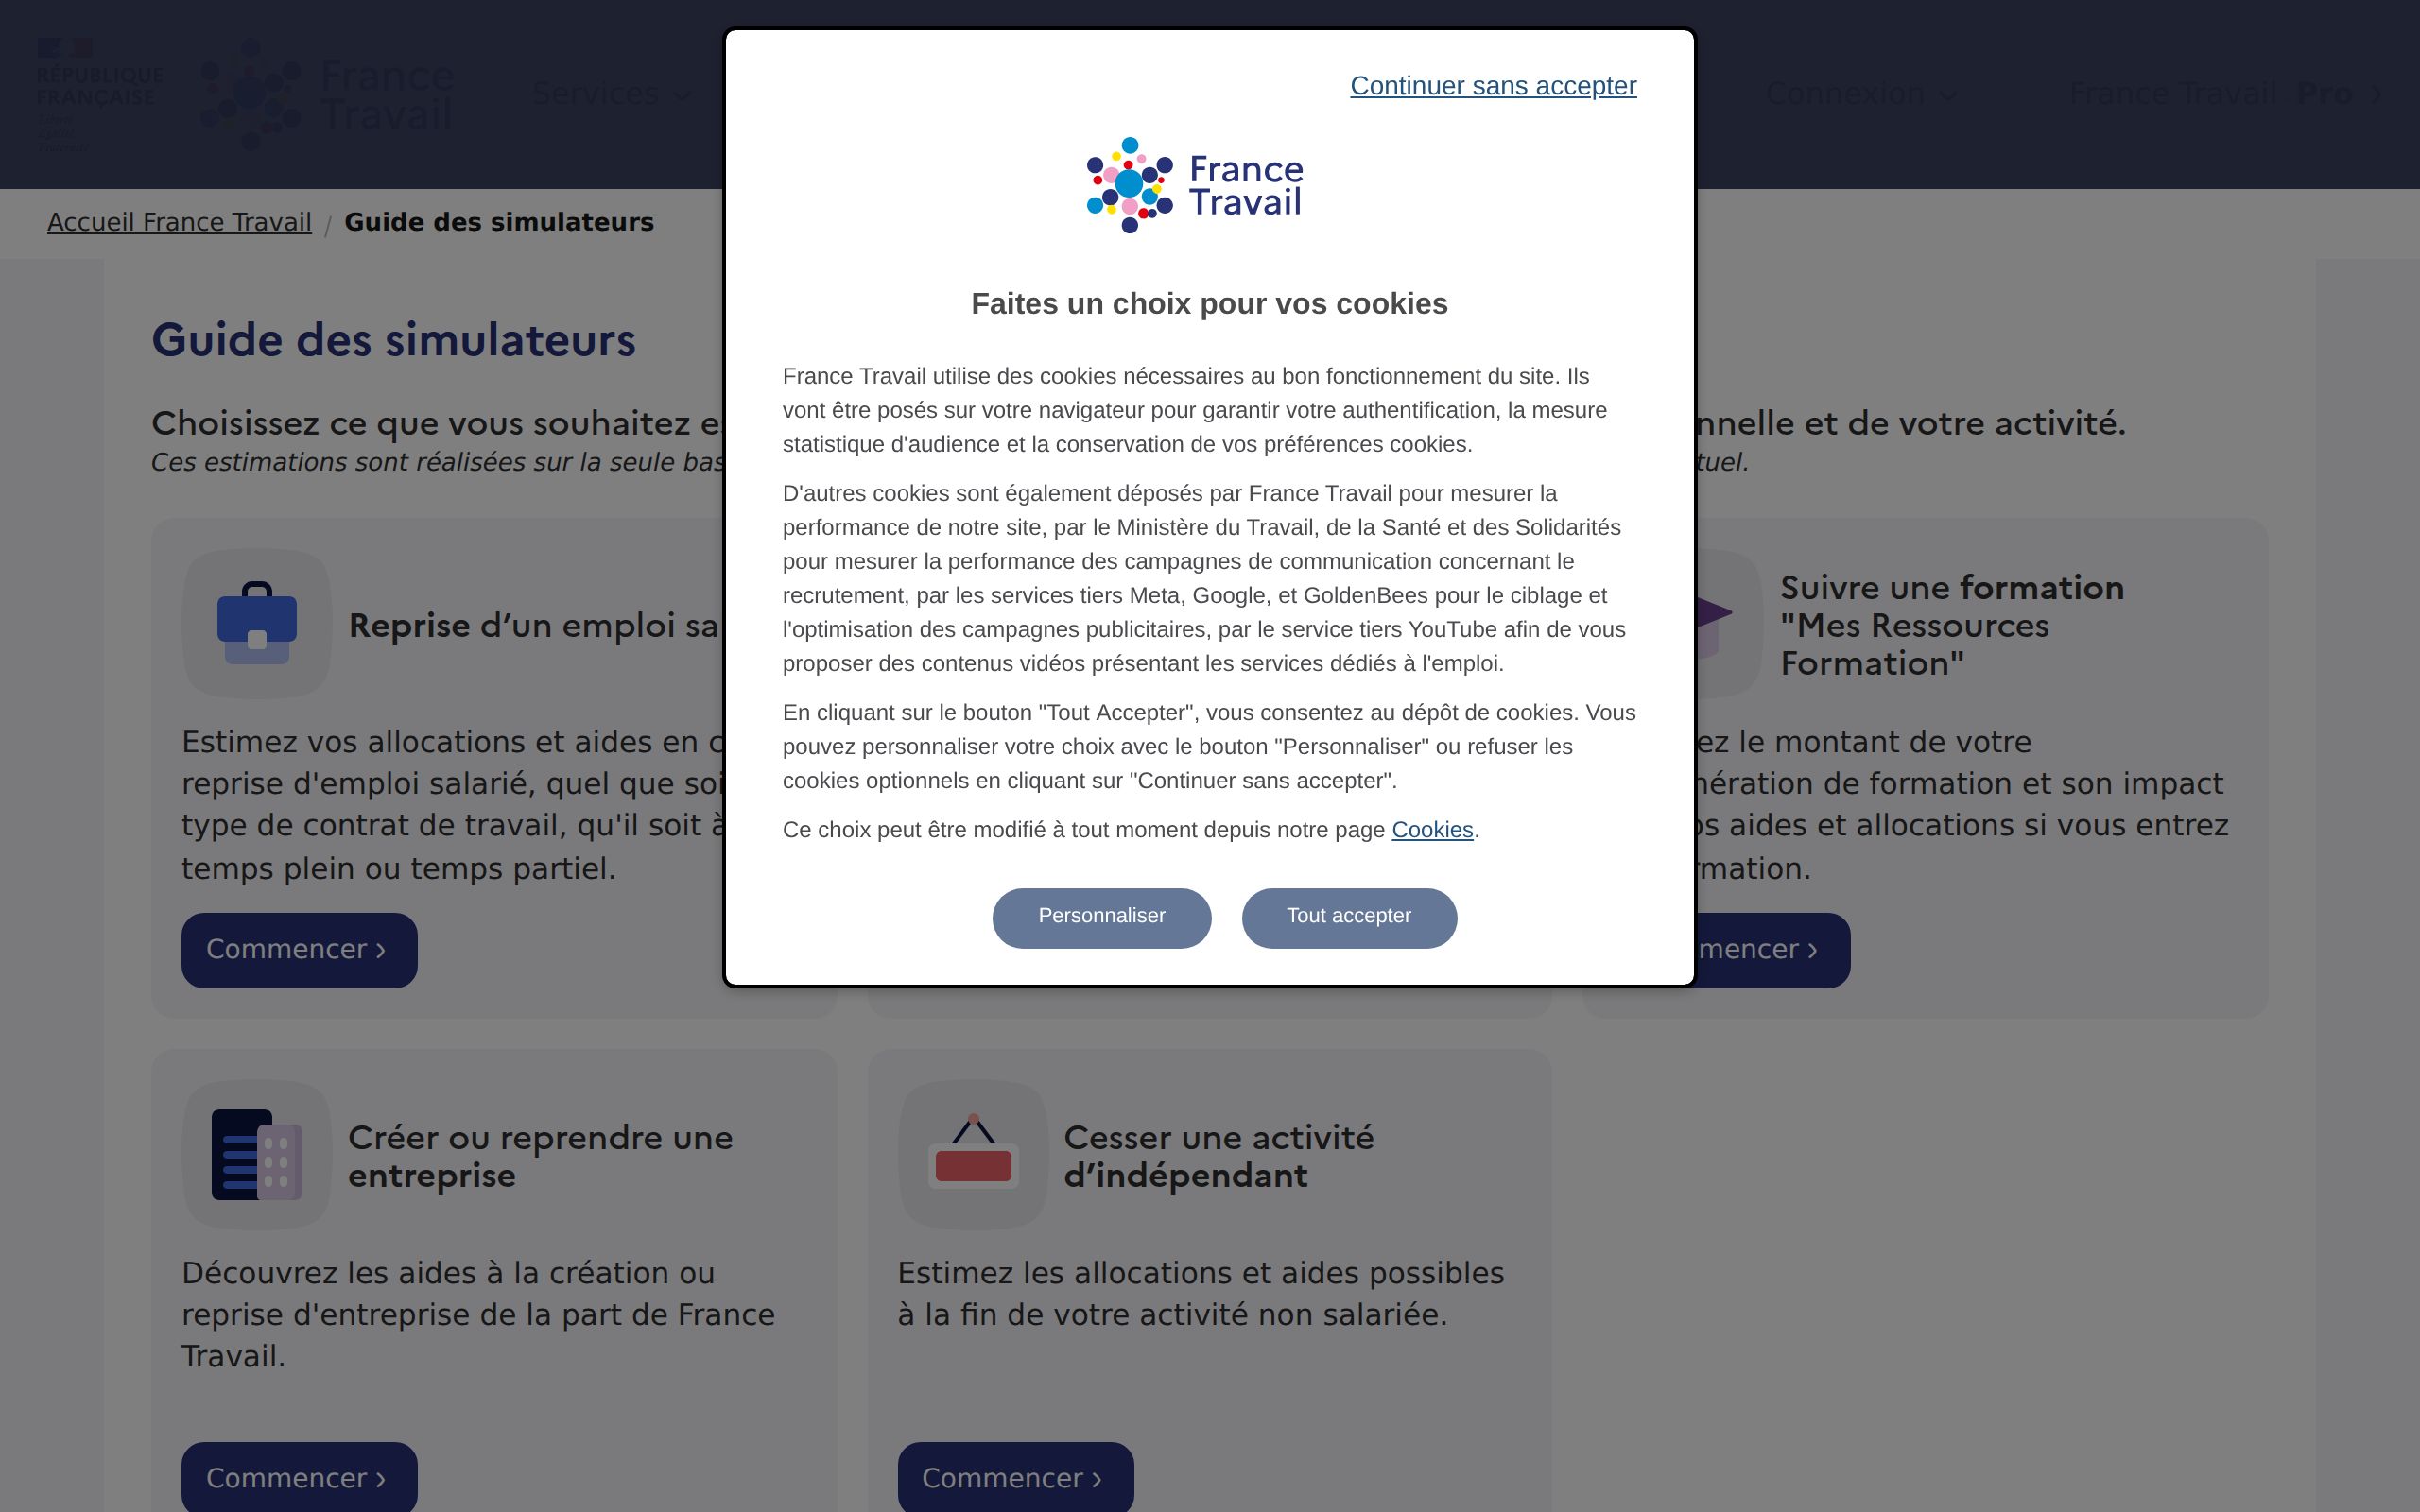 RÉPUBLIQUE
FRANÇAISE
France
Travail
Services
Connexion
France Travail Pro
Accueil France Travail / Guide des simulateurs
Continuer sans accepter
France
Travail
Faites un choix pour vos cookies
France Travail utilise des cookies nécessaires au bon fonctionnement du site. Ils
vont être posés sur votre navigateur pour garantir votre authentification, la mesure
statistique d'audience et la conservation de vos préférences cookies.
D'autres cookies sont également déposés par France Travail pour mesurer la
performance de notre site, par le Ministère du Travail, de la Santé et des Solidarités
pour mesurer la performance des campagnes de communication concernant le
recrutement, par les services tiers Meta, Google, et GoldenBees pour le ciblage et
l'optimisation des campagnes publicitaires, par le service tiers YouTube afin de vous
proposer des contenus vidéos présentant les services dédiés à l'emploi.
En cliquant sur le bouton "Tout Accepter", vous consentez au dépôt de cookies. Vous
pouvez personnaliser votre choix avec le bouton "Personnaliser" ou refuser les
cookies optionnels en cliquant sur "Continuer sans accepter".
Ce choix peut être modifié à tout moment depuis notre page Cookies.
Personnaliser
Tout accepter
Guide des simulateurs
Choisissez ce que vous souhaitez
nnelle et de votre activité.
Ces estimations sont réalisées sur la seule bas
tuel.
Reprise d’un emploi sa
Estimez vos allocations et aides en c
reprise d'emploi salarié, quel que soi
type de contrat de travail, qu'il soit à
temps plein ou temps partiel.
Commencer ›
Suivre une formation
"Mes Ressources
Formation"
ez le montant de votre
nération de formation et son impact
os aides et allocations si vous entrez
rmation.
mencer ›
Créer ou reprendre une
entreprise
Découvrez les aides à la création ou
reprise d'entreprise de la part de France
Travail.
Commencer ›
Cesser une activité
d’indépendant
Estimez les allocations et aides possibles
à la fin de votre activité non salariée.
Commencer ›